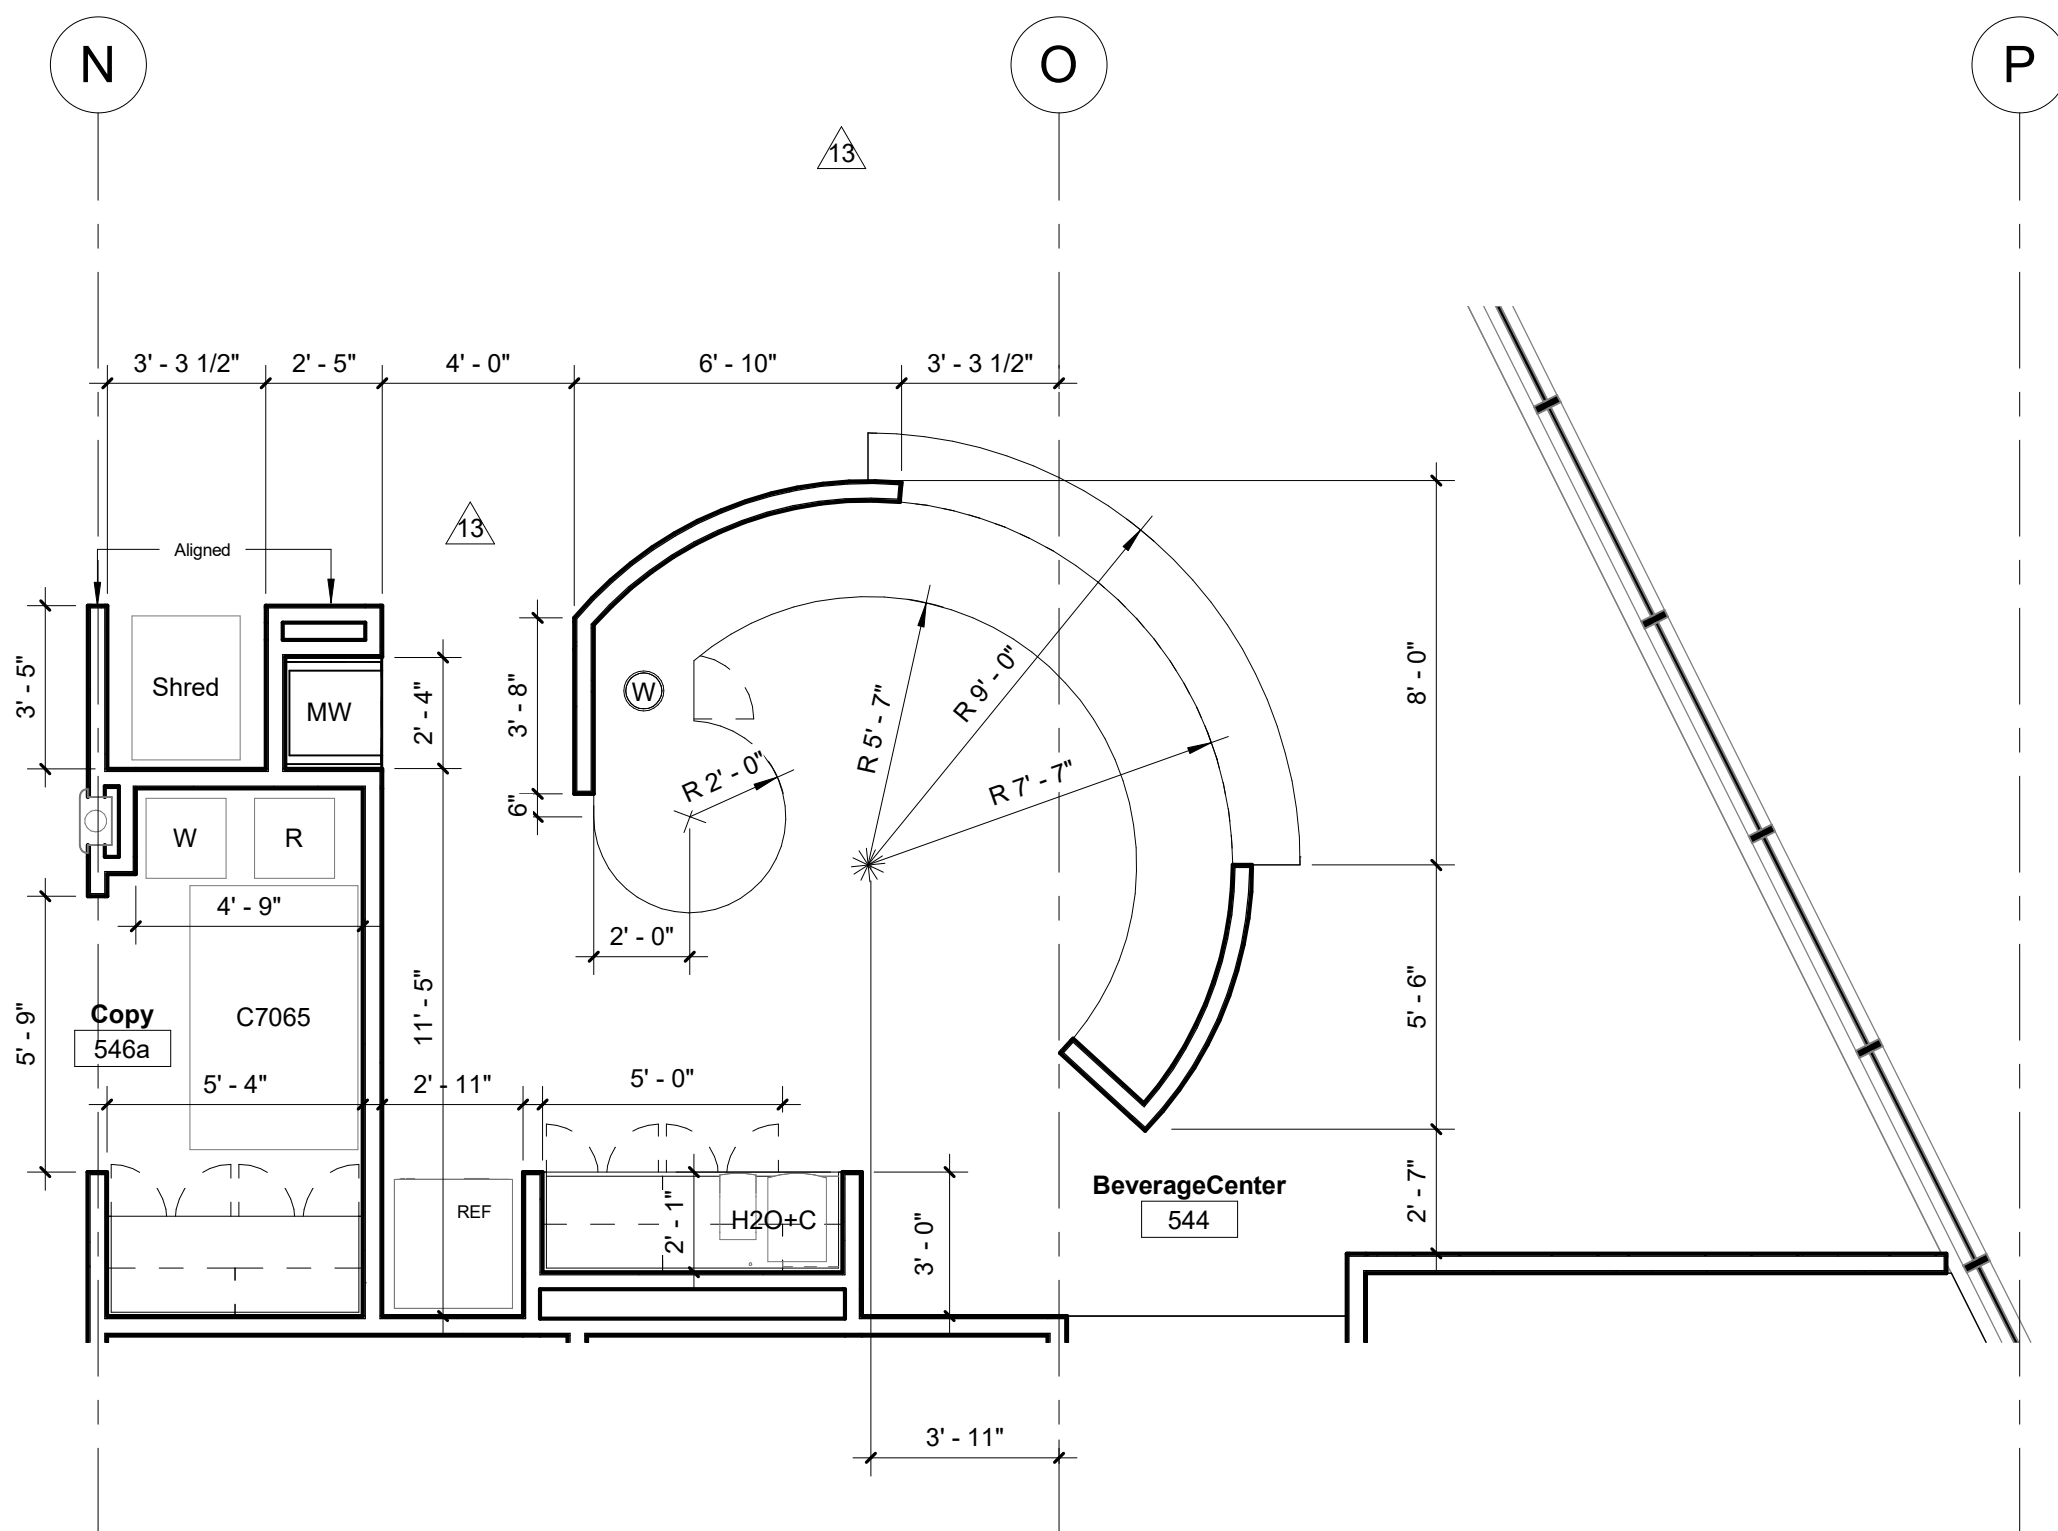 N
O
P
13
3' - 3 1/2"
2' - 5"
4' - 0"
6' - 10"
3' - 3 1/2"
13
Aligned
3' - 5"
Shred
MW
2' - 4"
3' - 8"
W
6"
R 2' - 0"
R 5' - 7"
R 9' - 0"
R 7' - 7"
8' - 0"
W
R
4' - 9"
2' - 0"
5' - 9"
Copy
546a
C7065
11' - 5"
5' - 6"
5' - 4"
2' - 11"
5' - 0"
REF
2' - 1"
H2O+C
3' - 0"
BeverageCenter
544
2' - 7"
3' - 11"